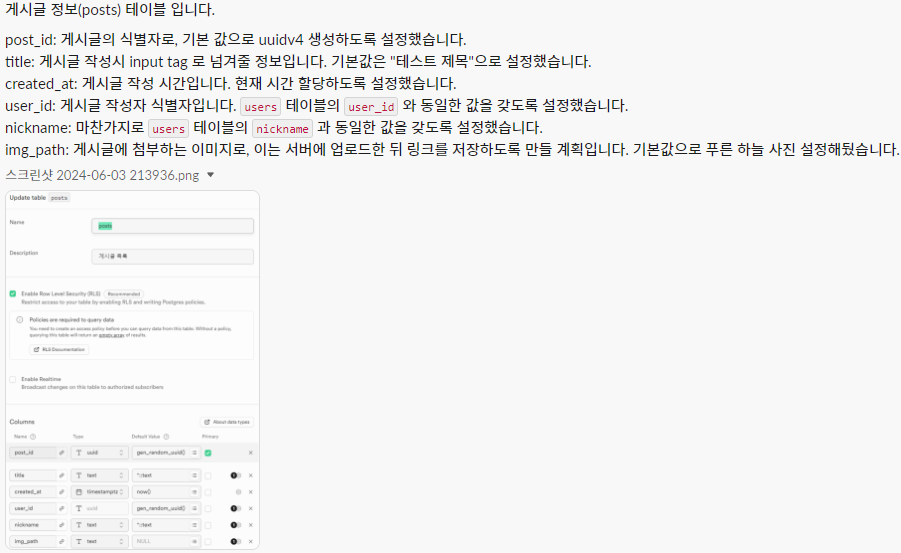 게시글 정보(posts) 테이블 입니다.
post_id: 게시글의 식별자로, 기본 값으로 uuidv4 생성하도록 설정했습니다.
title: 게시글 작성시 input tag 로 넘겨줄 정보입니다. 기본값은 "테스트 제목"으로 설정했습니다.
created_at: 게시글 작성 시간입니다. 현재 시간 할당하도록 설정했습니다.
user_id: 게시글 작성자 식별자입니다. users 테이블의 user_id 와 동일한 값을 갖도록 설정했습니다.
nickname: 마찬가지로 users 테이블의 nickname 과 동일한 값을 갖도록 설정했습니다.
img_path: 게시글에 첨부하는 이미지로, 이는 서버에 업로드한 뒤 링크를 저장하도록 만들 계획입니다. 기본값으로 푸른 하늘 사진 설정해뒀습니다.
스크린샷 2024-06-03 213936.png
Update table posts
Name posts
Description 게시글 목록
Enable Row Level Security (RLS) Recommended
Restrict access to your table by enabling RLS and writing Postgres policies.
Policies are required to query data
You need to create an access policy before you can query data from this table. Without a policy,
querying this table will return an empty array of results.
RLS Documentation
Enable Realtime
Broadcast changes on this table to authorized subscribers
Columns About data types
Name Type Default Value Primary
post_id uuid gen_random_uuid()
title text ''::text
created_at timestamptz now()
user_id uuid gen_random_uuid()
nickname text ''::text
img_path text NULL